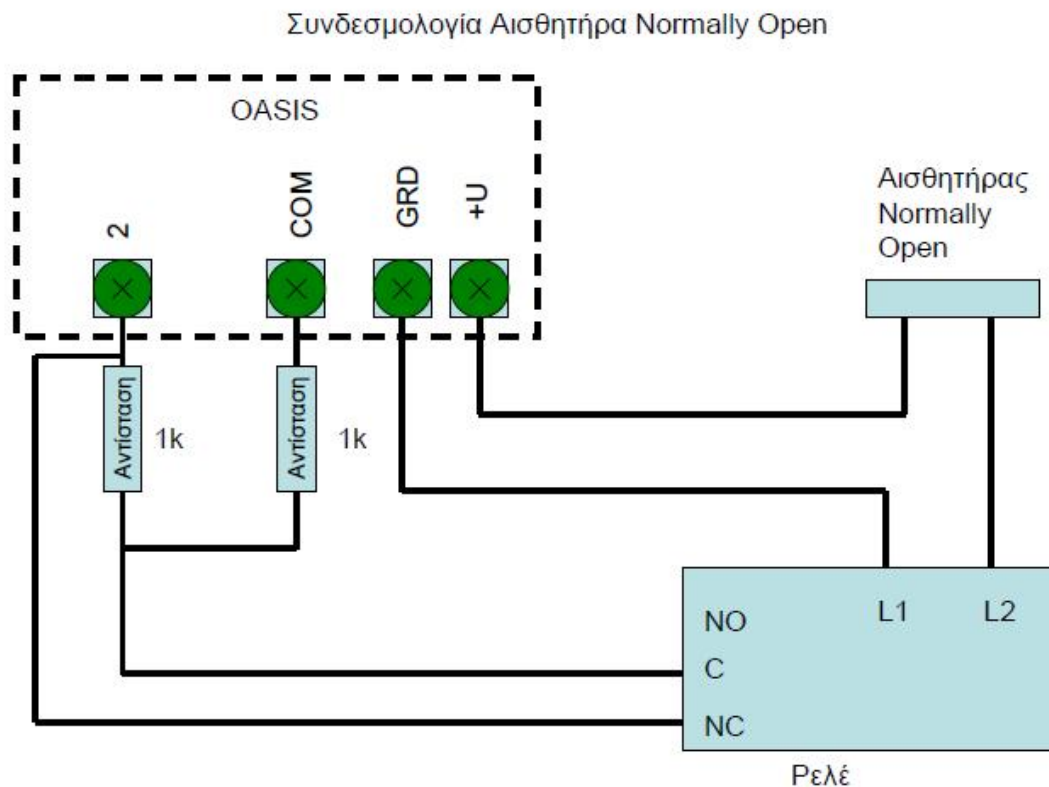 Συνδεσμολογία Αισθητήρα Normally Open
OASIS
2
COM
GRD
+U
Αισθητήρας
Normally
Open
Αντίσταση
1k
Αντίσταση
1k
NO
L1
L2
C
NC
Ρελέ